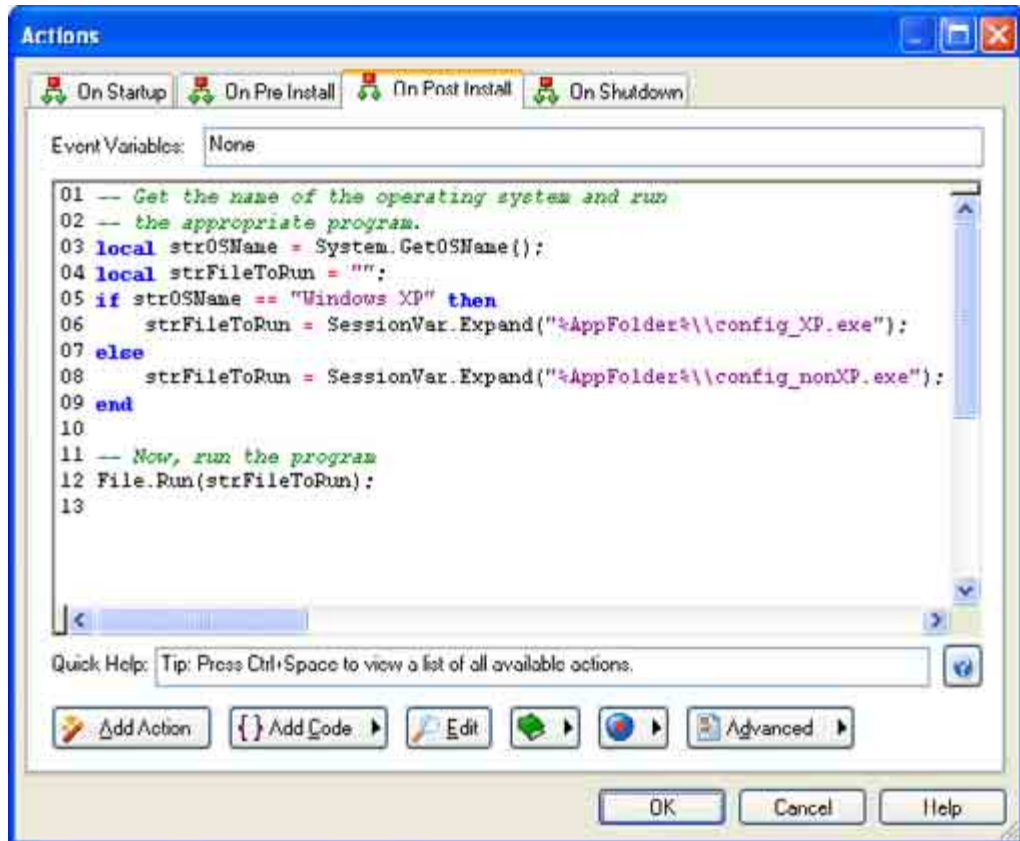 Actions
On Startup
On Pre Install
On Post Install
On Shutdown
Event Variables: None
01 -- Get the name of the operating system and run
02 -- the appropriate program.
03 local strOSName = System.GetOSName();
04 local strFileToRun = "";
05 if strOSName == "Windows XP" then
06 strFileToRun = SessionVar.Expand("%AppFolder%\\config_XP.exe");
07 else
08 strFileToRun = SessionVar.Expand("%AppFolder%\\config_nonXP.exe");
09 end
10
11 -- Now, run the program
12 File.Run(strFileToRun);
13
Quick Help: Tip: Press Ctrl+Space to view a list of all available actions.
Add Action
{ } Add Code
Edit
Advanced
OK
Cancel
Help